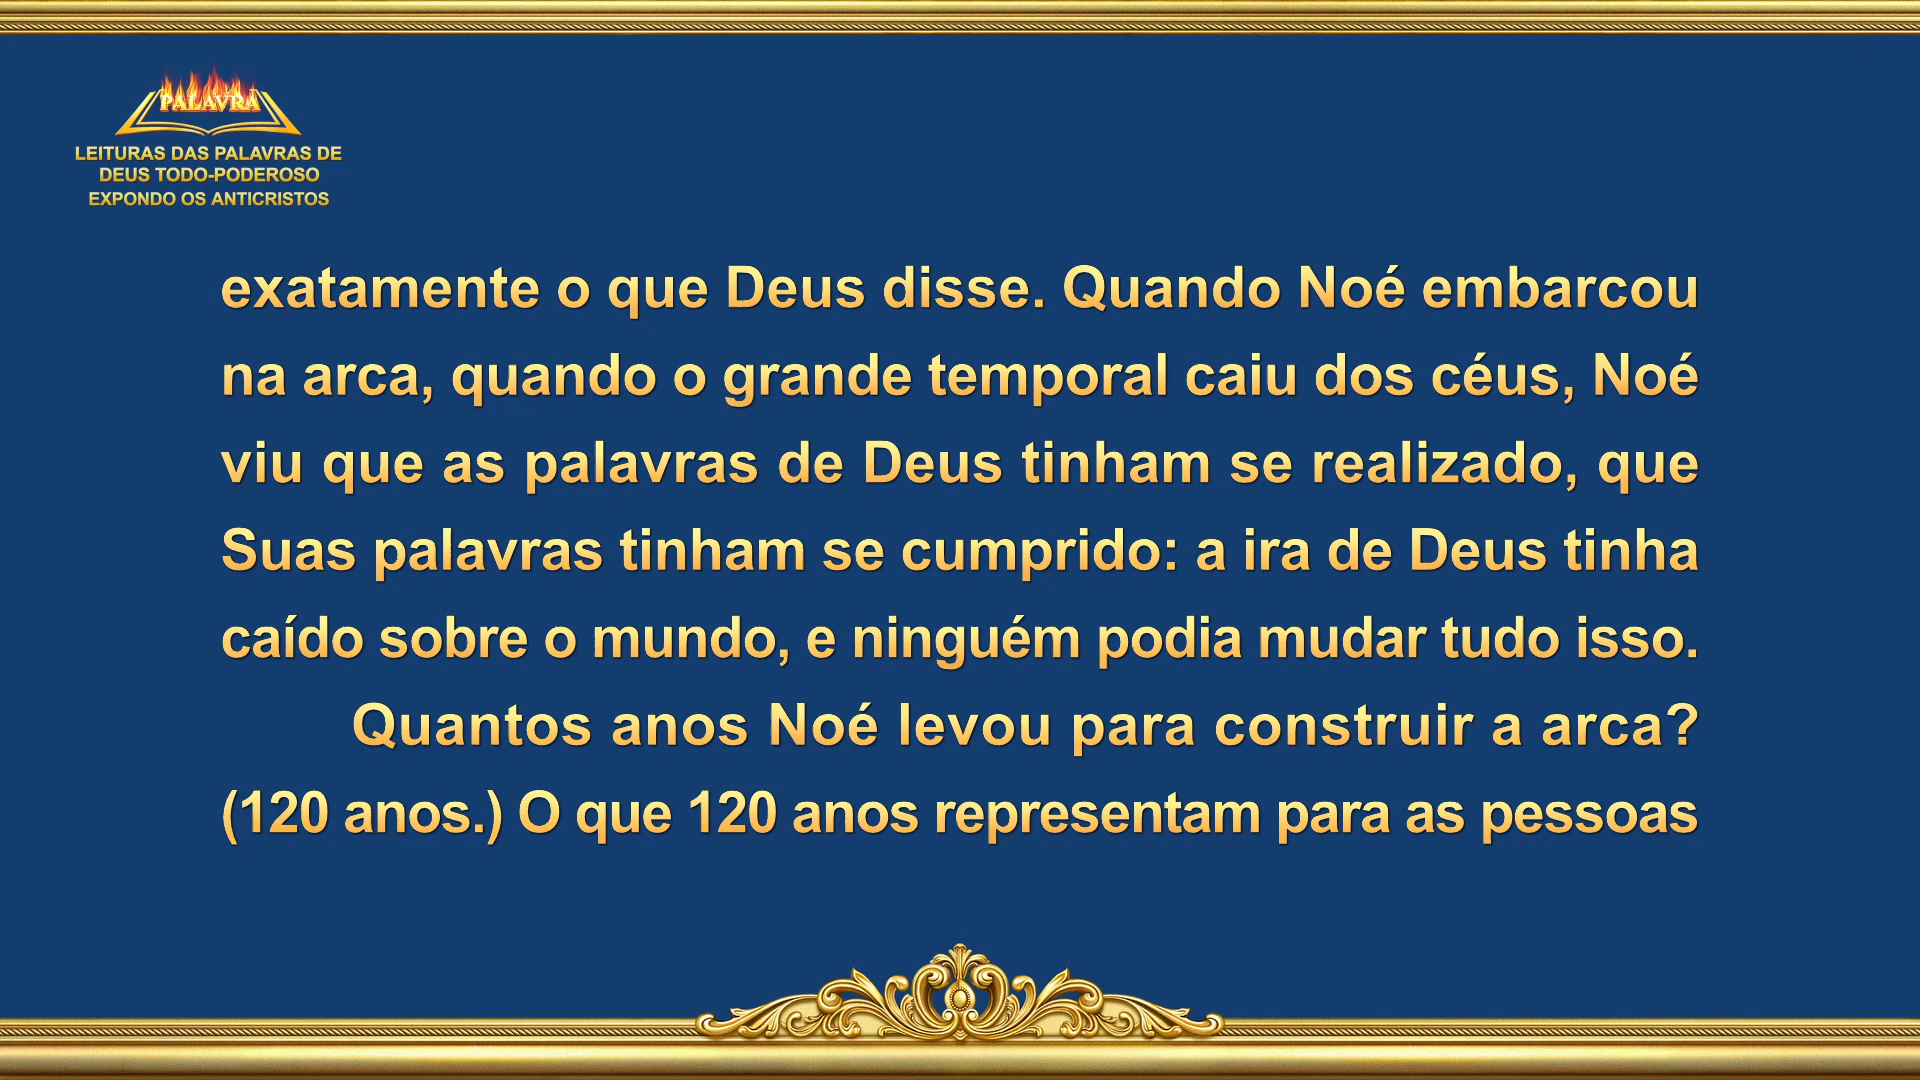 PALAVRA
LEITURAS DAS PALAVRAS DE
DEUS TODO-PODEROSO
EXPONDO OS ANTICRISTOS
exatamente o que Deus disse. Quando Noé embarcou
na arca, quando o grande temporal caiu dos céus, Noé
viu que as palavras de Deus tinham se realizado, que
Suas palavras tinham se cumprido: a ira de Deus tinha
caído sobre o mundo, e ninguém podia mudar tudo isso.
Quantos anos Noé levou para construir a arca?
(120 anos.) O que 120 anos representam para as pessoas